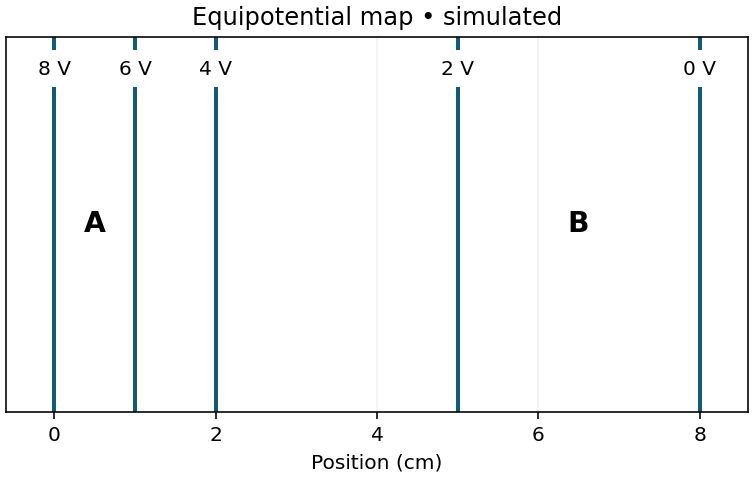 Equipotential map • simulated
8 V 6 V 4 V 2 V 0 V
A B
0 2 4 6 8
Position (cm)